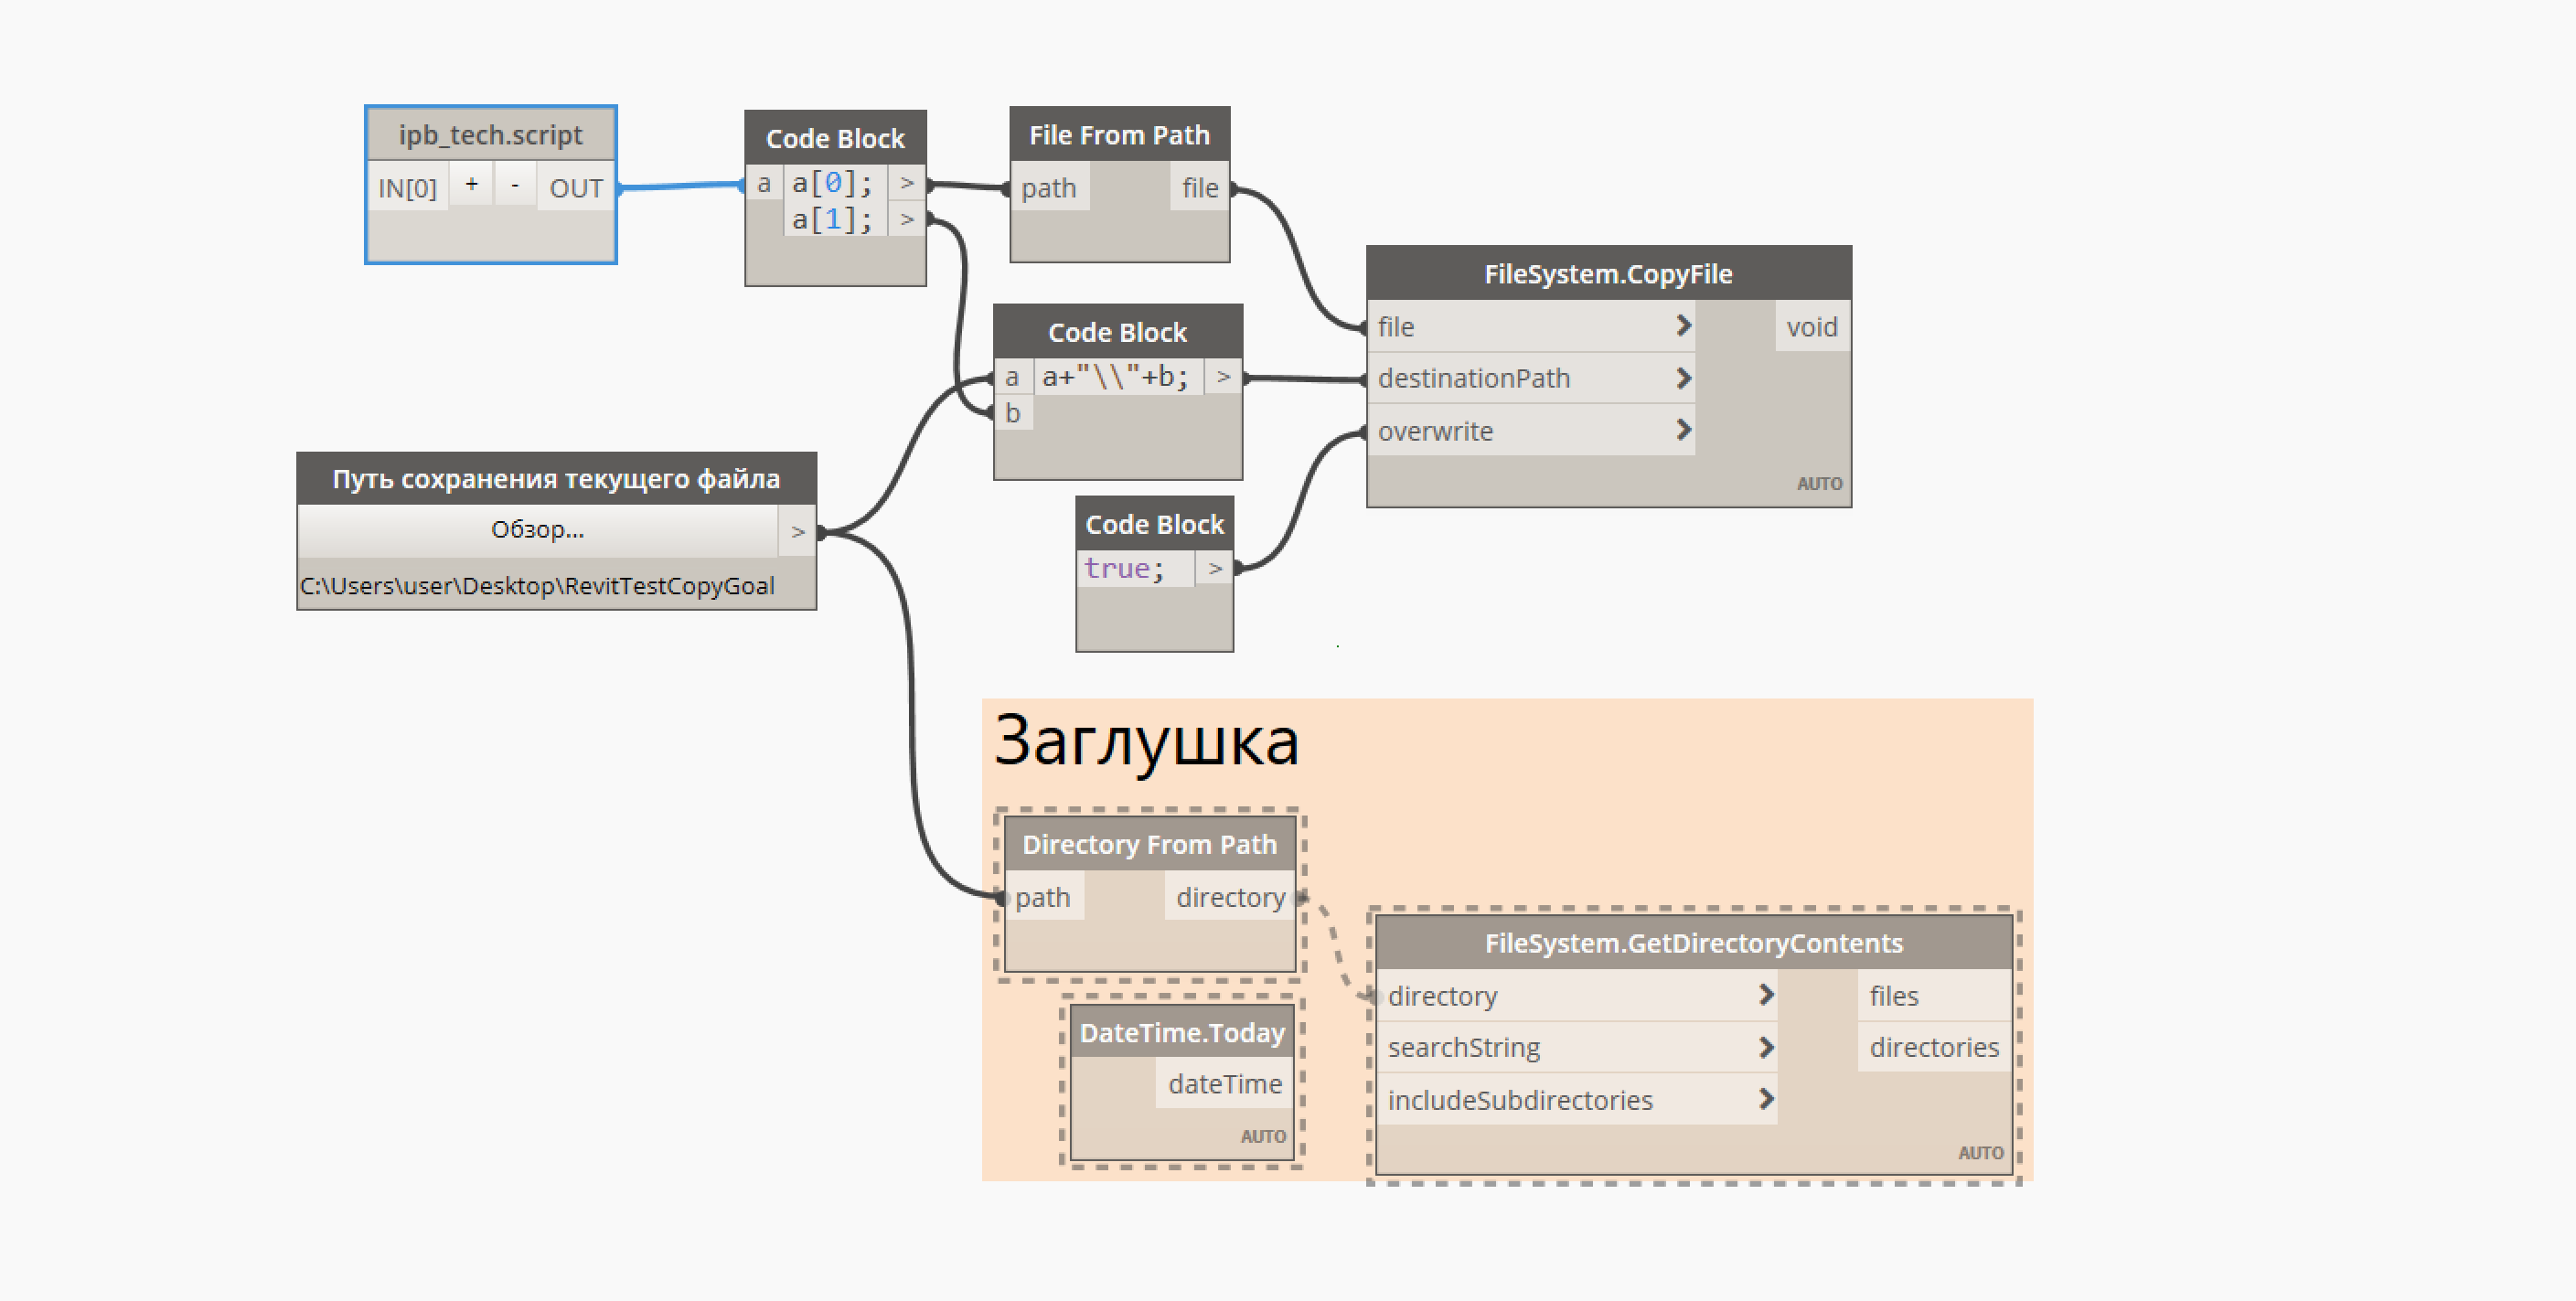 ipb_tech.script
IN[0] + - OUT
Code Block
a a[0]; >
a[1]; >
File From Path
path file
Code Block
a a+"\\"+b; >
b
FileSystem.CopyFile
file void
destinationPath
overwrite
AUTO
Путь сохранения текущего файла
Обзор... >
C:\Users\user\Desktop\RevitTestCopyGoal
Code Block
true; >
Заглушка
Directory From Path
path directory
DateTime.Today
dateTime
AUTO
FileSystem.GetDirectoryContents
directory files
searchString directories
includeSubdirectories
AUTO